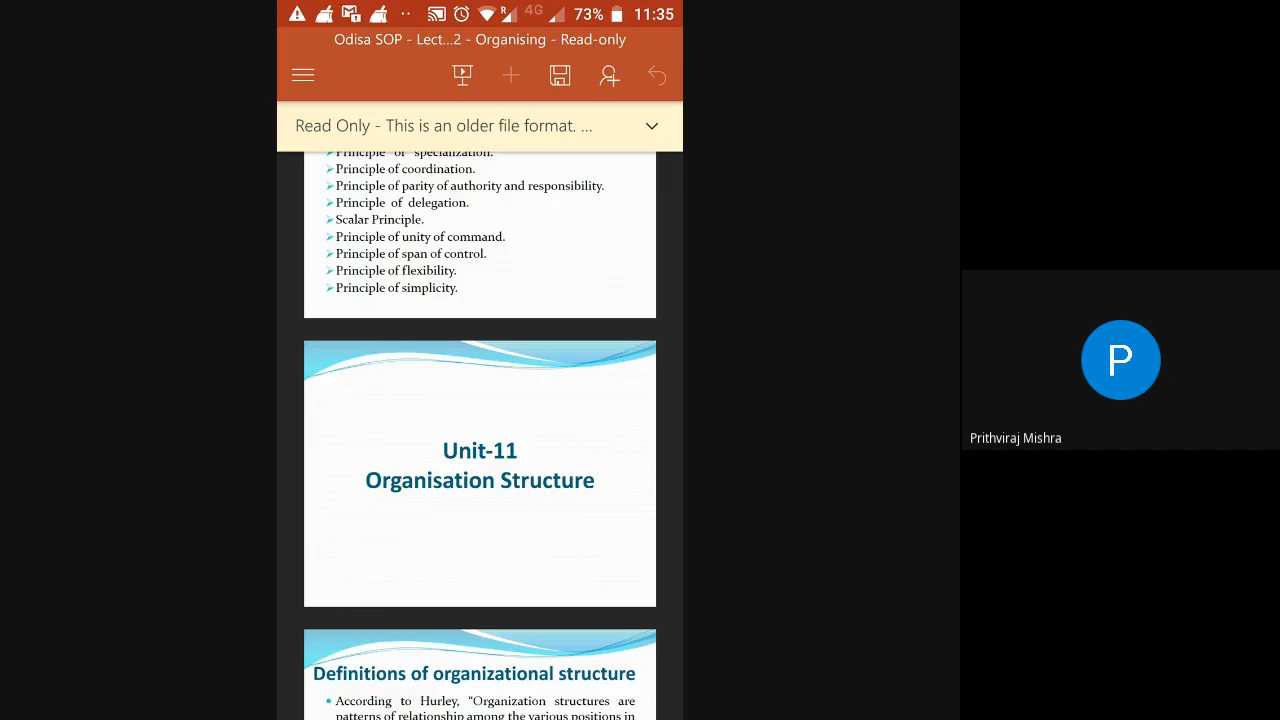 R 4G 73% 11:35
Odisa SOP - Lect...2 - Organising - Read-only
Read Only - This is an older file format. ...
Principle of specialization.
Principle of coordination.
Principle of parity of authority and responsibility.
Principle of delegation.
Scalar Principle.
Principle of unity of command.
Principle of span of control.
Principle of flexibility.
Principle of simplicity.
Unit-11
Organisation Structure
Definitions of organizational structure
According to Hurley, “Organization structures are
patterns of relationship among the various positions in
P
Prithviraj Mishra